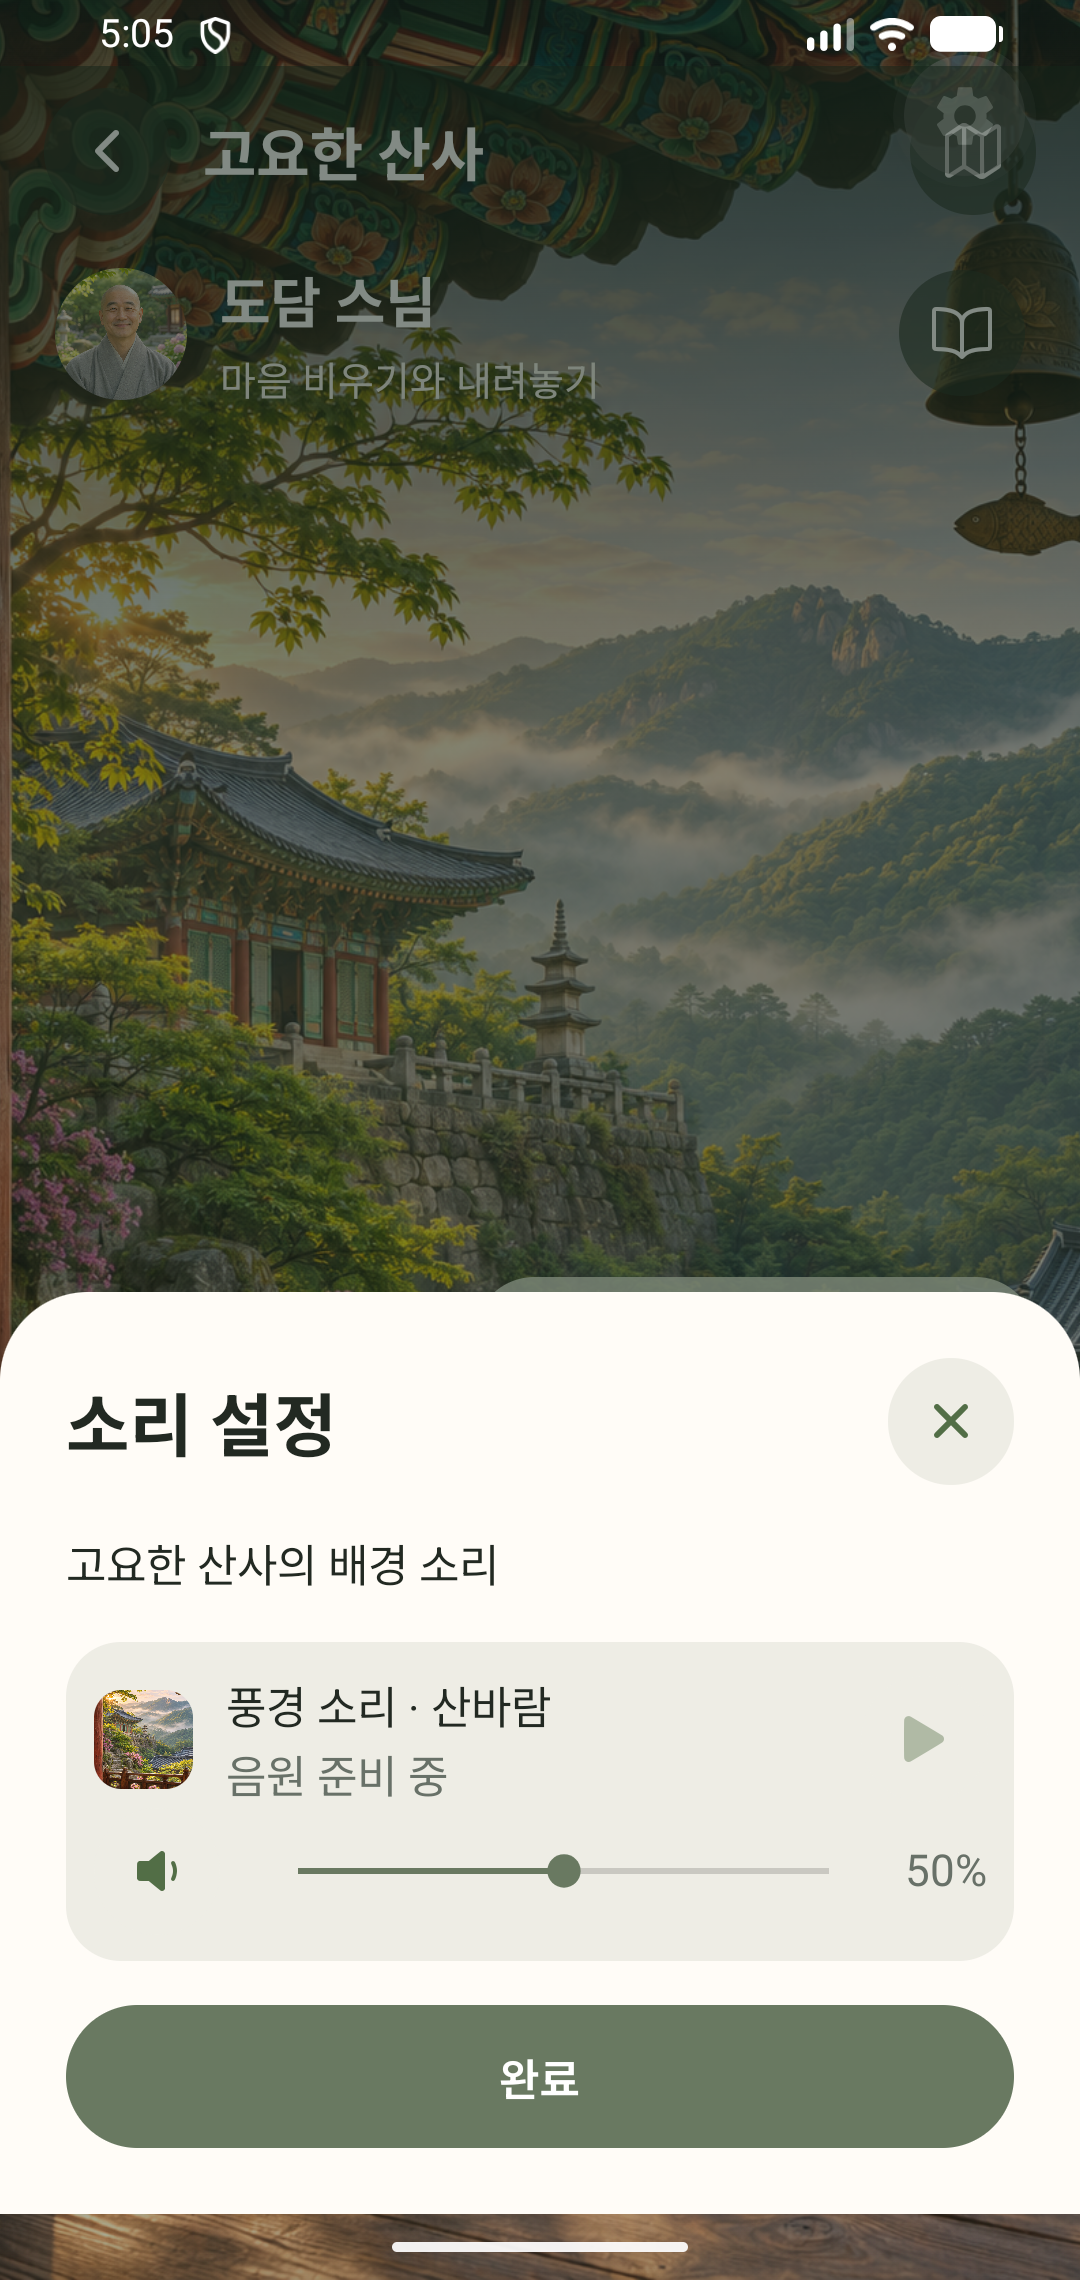 5:05
고요한 산사
도담 스님
마음 비우기와 내려놓기
소리 설정
고요한 산사의 배경 소리
풍경 소리 · 산바람
음원 준비 중
50%
완료